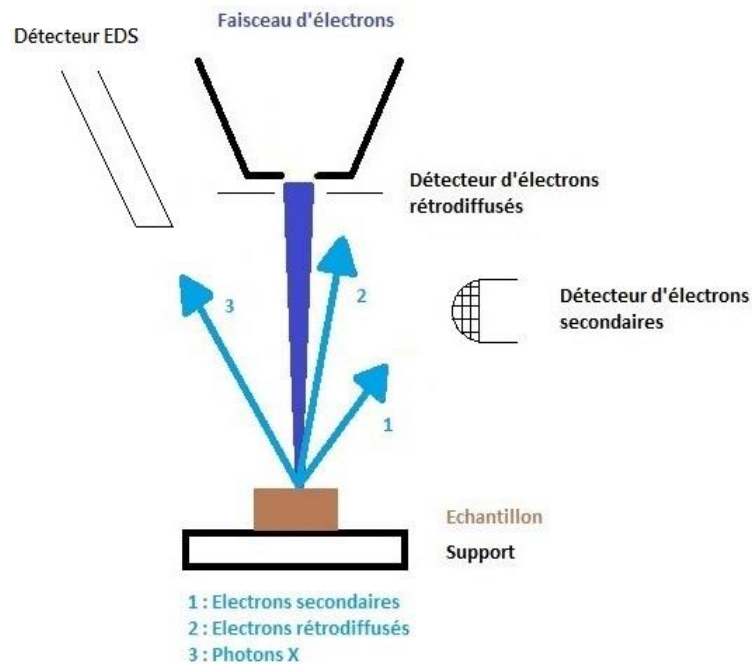 Faisceau d'électrons
Détecteur EDS
Détecteur d'électrons
rétrodiffusés
3
2
Détecteur d'électrons
secondaires
1
Echantillon
Support
1 : Electrons secondaires
2 : Electrons rétrodiffusés
3 : Photons X